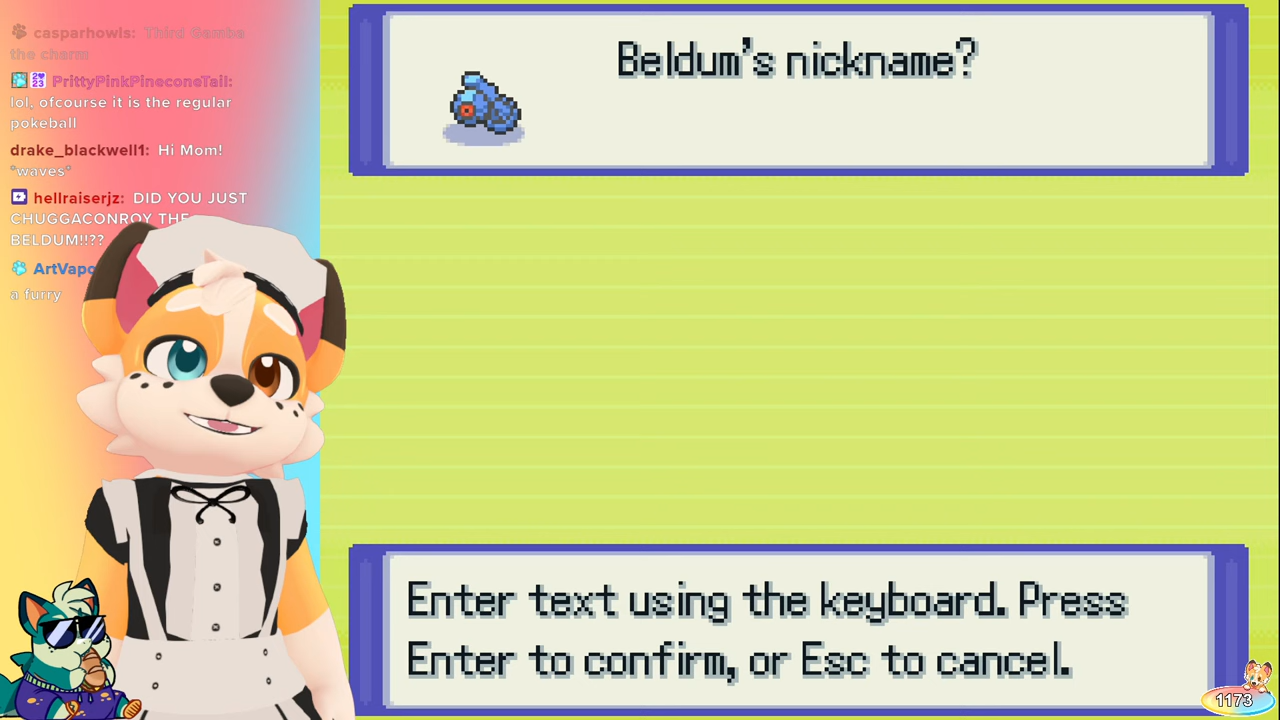 casparhowls: Third Gamba
the charm
PrittyPinkPineconeTail:
lol, ofcourse it is the regular
pokeball
drake_blackwell1: Hi Mom!
*waves*
hellraiserjz: DID YOU JUST
CHUGGACONROY THE
BELDUM!!??
ArtVapo
a furry
Beldum's nickname?
Enter text using the keyboard. Press
Enter to confirm, or Esc to cancel.
1173